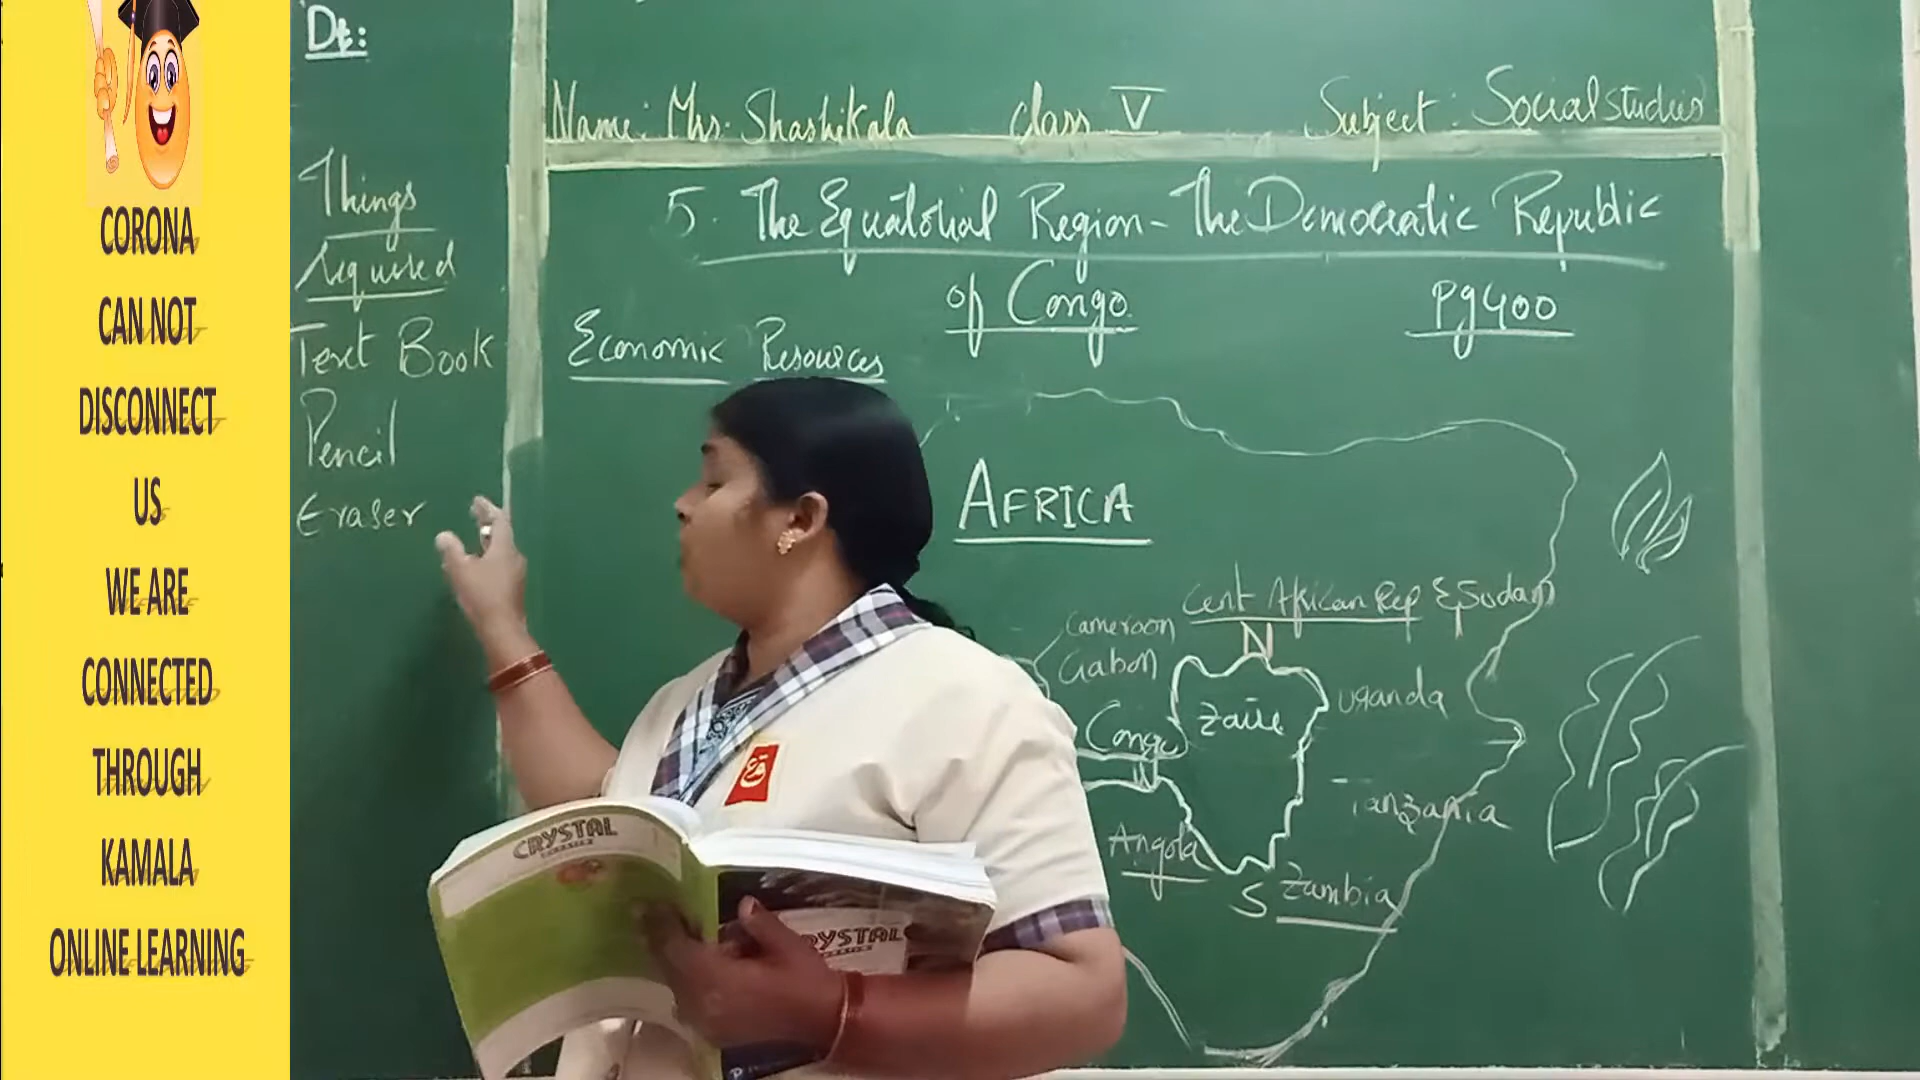 CORONA
CAN NOT
DISCONNECT
US
WE ARE
CONNECTED
THROUGH
KAMALA
ONLINE LEARNING
Dt:
Things
required
Text Book
Pencil
Eraser
Name: Mrs. Shashikala class V Subject: Social studies
5. The Equatorial Region - The Democratic Republic
of Congo pg 400
Economic Resources
AFRICA
Cent African Rep & Sudan
Cameroon
Gabon
N
Zaire
Uganda
Congo
Tanzania
Angola
S Zambia
CRYSTAL
CRYSTAL